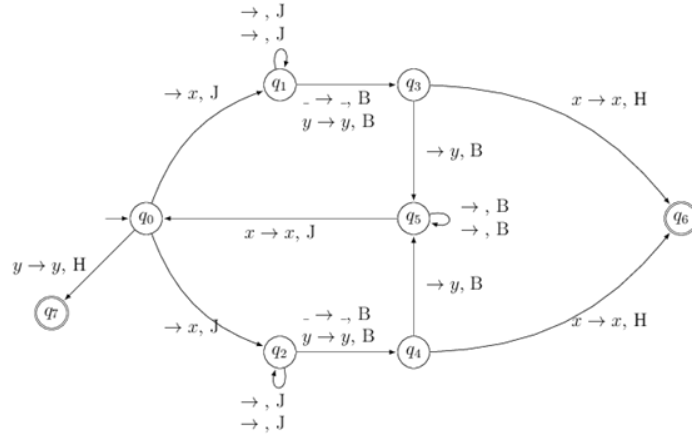 → , J
→ , J
q1
q3
→ x, J
_ → _, B
y → y, B
x → x, H
→ y, B
q0
q5
→ , B
→ , B
q6
x → x, J
y → y, H
q7
→ y, B
→ x, J
_ → _, B
y → y, B
x → x, H
q2
q4
→ , J
→ , J